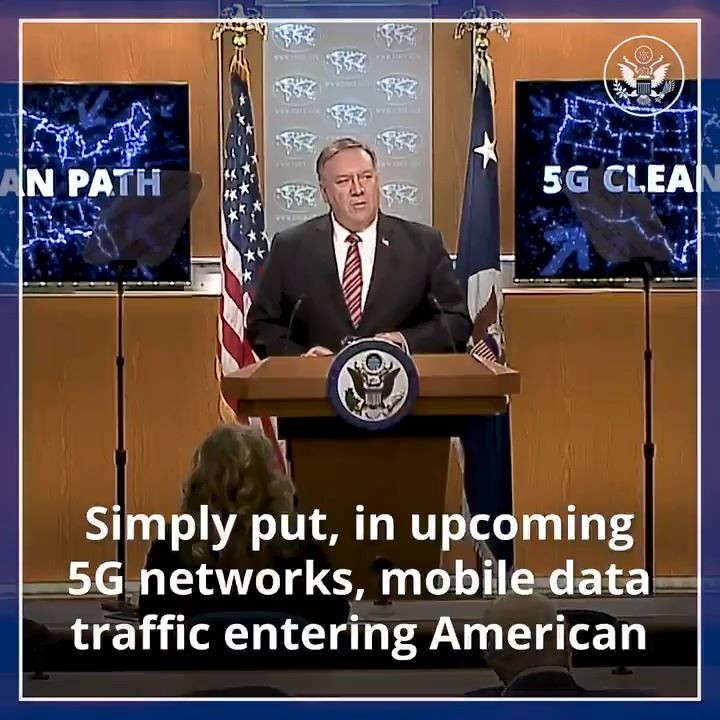 AN PATH
5G CLEAN
Simply put, in upcoming
5G networks, mobile data
traffic entering American